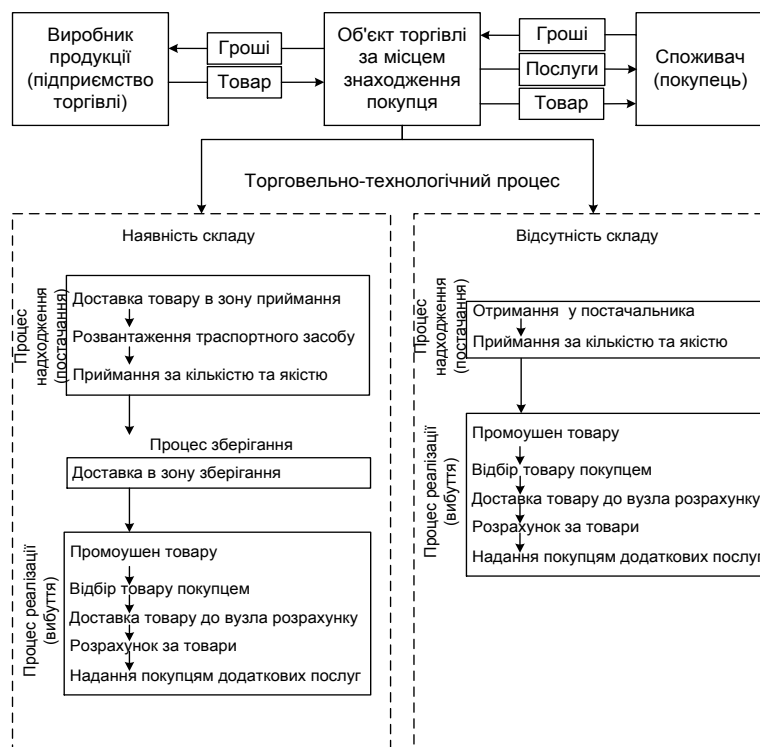 Виробник
продукції
(підприємство
торгівлі)
Гроші
Товар
Об'єкт торгівлі
за місцем
знаходження
покупця
Гроші
Послуги
Товар
Споживач
(покупець)
Торговельно-технологічний процес
Наявність складу
Процес
надходження
(постачання)
Доставка товару в зону приймання
Розвантаження траспортного засобу
Приймання за кількістю та якістю
Процес зберігання
Доставка в зону зберігання
Процес реалізації
(вибуття)
Промоушен товару
Відбір товару покупцем
Доставка товару до вузла розрахунку
Розрахунок за товари
Надання покупцям додаткових послуг
Відсутність складу
Процес
надходження
(постачання)
Отримання у постачальника
Приймання за кількістю та якістю
Процес реалізації
(вибуття)
Промоушен товару
Відбір товару покупцем
Доставка товару до вузла розрахунку
Розрахунок за товари
Надання покупцям додаткових послуг